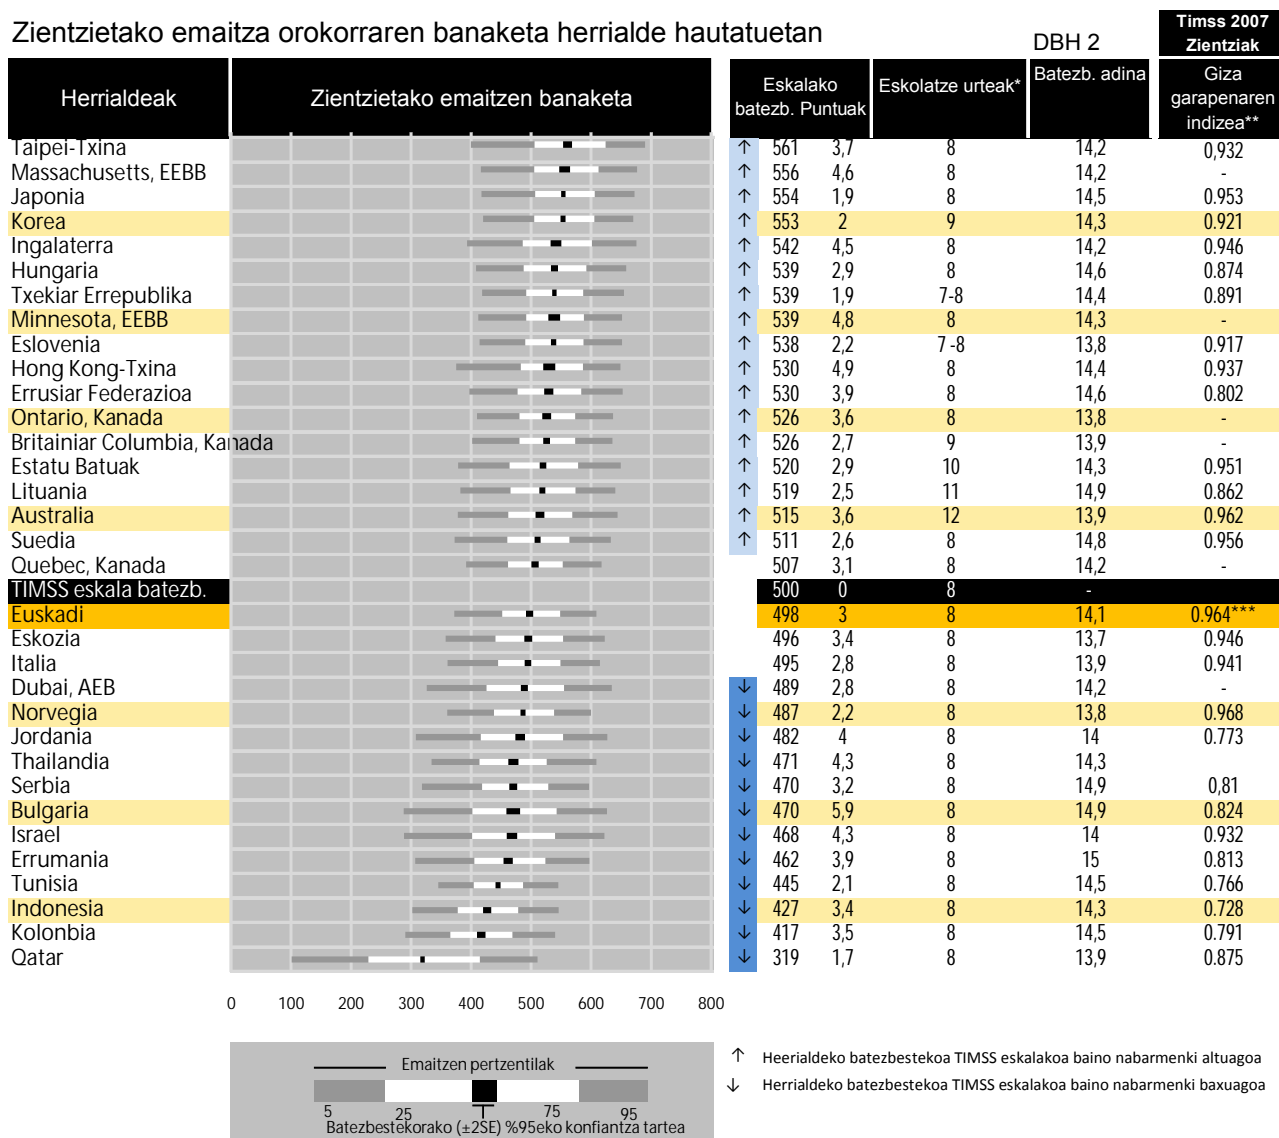 Zientzietako emaitza orokorraren banaketa herrialde hautatuetan
DBH 2
Timss 2007
Zientziak
Herrialdeak Zientzietako emaitzen banaketa Eskalako batezb. Puntuak Eskolatze urteak* Batezb. adina Giza garapenaren indizea**
Taipei-Txina ↑ 561 3,7 8 14,2 0,932
Massachusetts, EEBB ↑ 556 4,6 8 14,2 -
Japonia ↑ 554 1,9 8 14,5 0.953
Korea ↑ 553 2 9 14,3 0.921
Ingalaterra ↑ 542 4,5 8 14,2 0.946
Hungaria ↑ 539 2,9 8 14,6 0.874
Txekiar Errepublika ↑ 539 1,9 7-8 14,4 0.891
Minnesota, EEBB ↑ 539 4,8 8 14,3 -
Eslovenia ↑ 538 2,2 7 -8 13,8 0.917
Hong Kong-Txina ↑ 530 4,9 8 14,4 0.937
Errusiar Federazioa ↑ 530 3,9 8 14,6 0.802
Ontario, Kanada ↑ 526 3,6 8 13,8 -
Britainiar Columbia, Kanada ↑ 526 2,7 9 13,9 -
Estatu Batuak ↑ 520 2,9 10 14,3 0.951
Lituania ↑ 519 2,5 11 14,9 0.862
Australia ↑ 515 3,6 12 13,9 0.962
Suedia ↑ 511 2,6 8 14,8 0.956
Quebec, Kanada 507 3,1 8 14,2 -
TIMSS eskala batezb. 500 0 8 -
Euskadi 498 3 8 14,1 0.964***
Eskozia 496 3,4 8 13,7 0.946
Italia 495 2,8 8 13,9 0.941
Dubai, AEB ↓ 489 2,8 8 14,2 -
Norvegia ↓ 487 2,2 8 13,8 0.968
Jordania ↓ 482 4 8 14 0.773
Thailandia ↓ 471 4,3 8 14,3
Serbia ↓ 470 3,2 8 14,9 0,81
Bulgaria ↓ 470 5,9 8 14,9 0.824
Israel ↓ 468 4,3 8 14 0.932
Errumania ↓ 462 3,9 8 15 0.813
Tunisia ↓ 445 2,1 8 14,5 0.766
Indonesia ↓ 427 3,4 8 14,3 0.728
Kolonbia ↓ 417 3,5 8 14,5 0.791
Qatar ↓ 319 1,7 8 13,9 0.875
0 100 200 300 400 500 600 700 800
Emaitzen pertzentilak
5 25 75 95
Batezbestekorako (±2SE) %95eko konfiantza tartea
↑ Heerialdeko batezbestekoa TIMSS eskalakoa baino nabarmenki altuagoa
↓ Herrialdeko batezbestekoa TIMSS eskalakoa baino nabarmenki baxuagoa